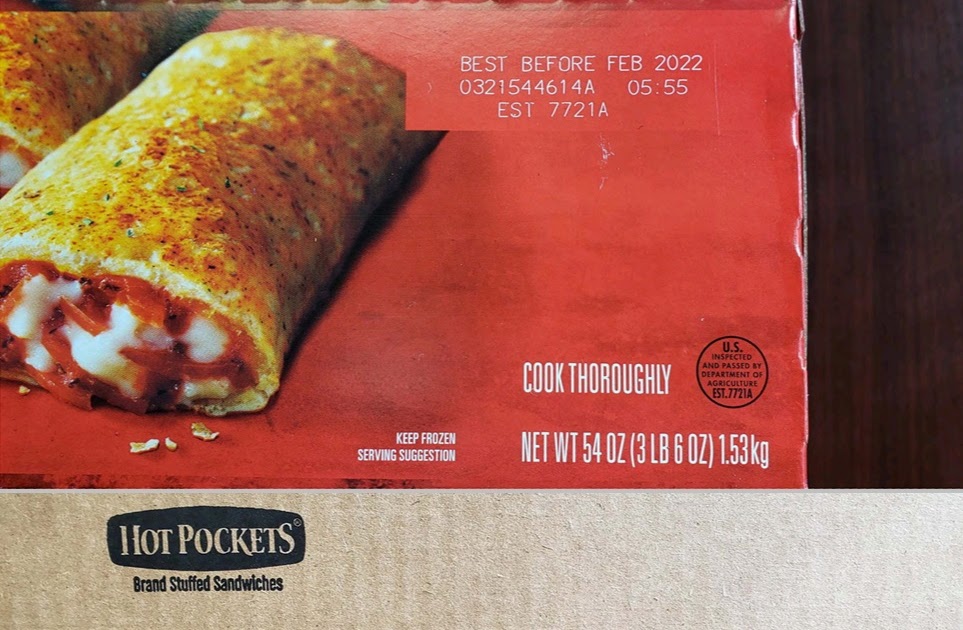 BEST BEFORE FEB 2022
0321544614A 05:55
EST 7721A
COOK THOROUGHLY
U.S.
INSPECTED
AND PASSED BY
DEPARTMENT OF
AGRICULTURE
EST. 7721A
KEEP FROZEN
SERVING SUGGESTION
NET WT 54 OZ (3 LB 6 OZ) 1.53kg
HOT POCKETS®
Brand Stuffed Sandwiches